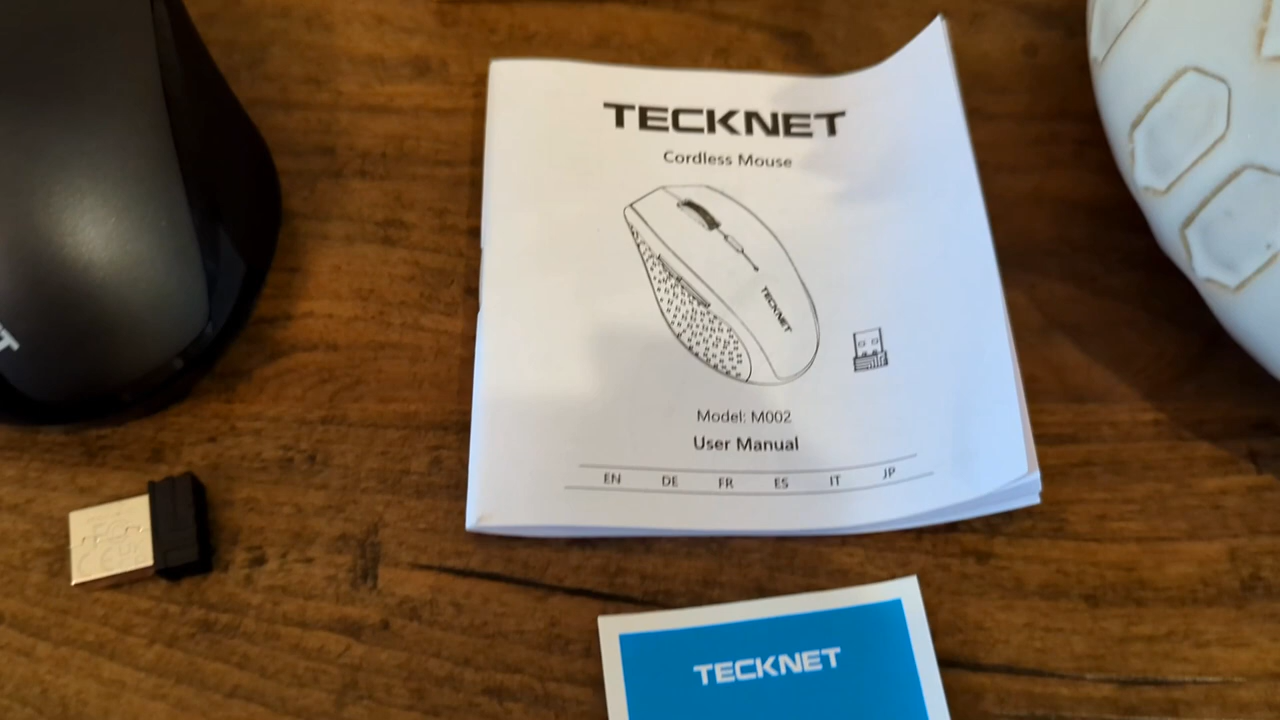 TECKNET
Cordless Mouse
TECKNET
Model: M002
User Manual
EN DE FR ES IT JP
TECKNET